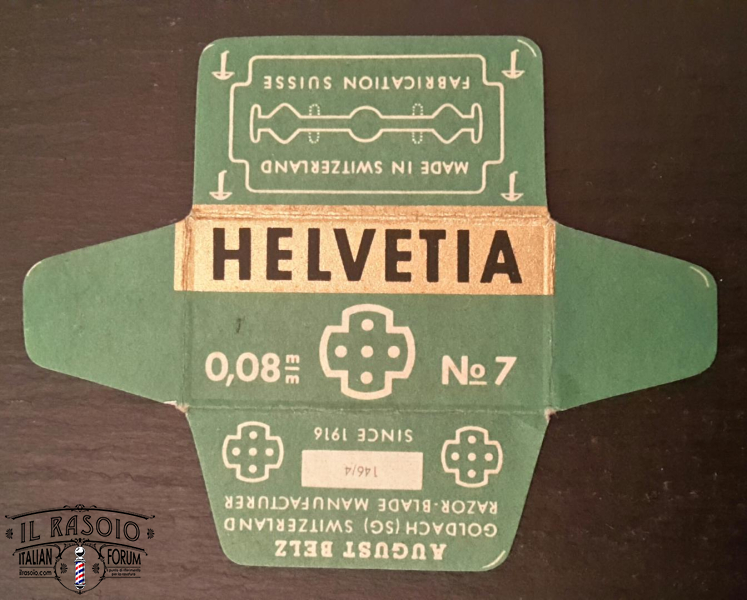 FABRICATION SUISSE
MADE IN SWITZERLAND
HELVETIA
0,08 m/m
No 7
SINCE 1916
146/4
AUGUST BELZ
GOLDACH (SG) SWITZERLAND
RAZOR-BLADE MANUFACTURER
IL RASOIO
ITALIAN FORUM
ilrasoio.com